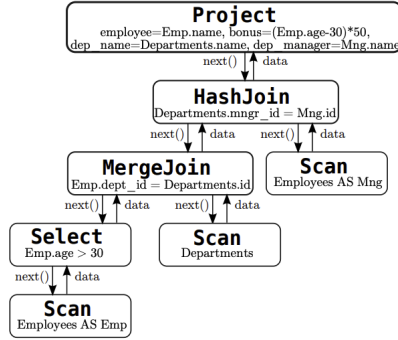 Project
employee=Emp.name, bonus=(Emp.age-30)*50,
dep_name=Departments.name, dep_manager=Mng.name
next() data
HashJoin
Departments.mngr_id = Mng.id
next() data next() data
MergeJoin
Emp.dept_id = Departments.id
Scan
Employees AS Mng
next() data next() data
Select
Emp.age > 30
Scan
Departments
next() data
Scan
Employees AS Emp